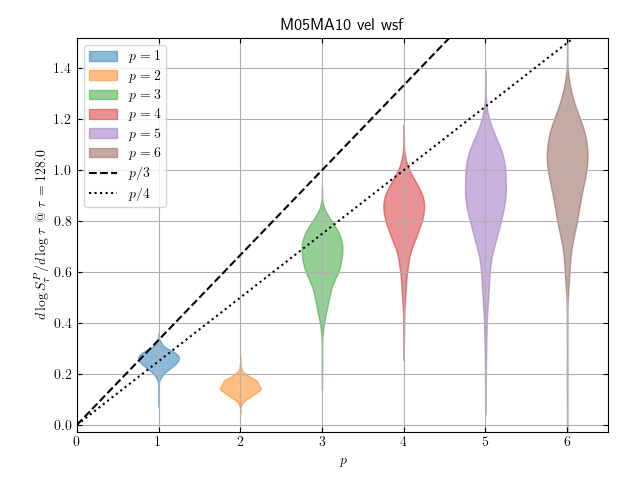 M05MA10 vel wsf
d log S_τ^P / d log τ @ τ = 128.0
1.4
1.2
1.0
0.8
0.6
0.4
0.2
0.0
p = 1
p = 2
p = 3
p = 4
p = 5
p = 6
p/3
p/4
0 1 2 3 4 5 6
p